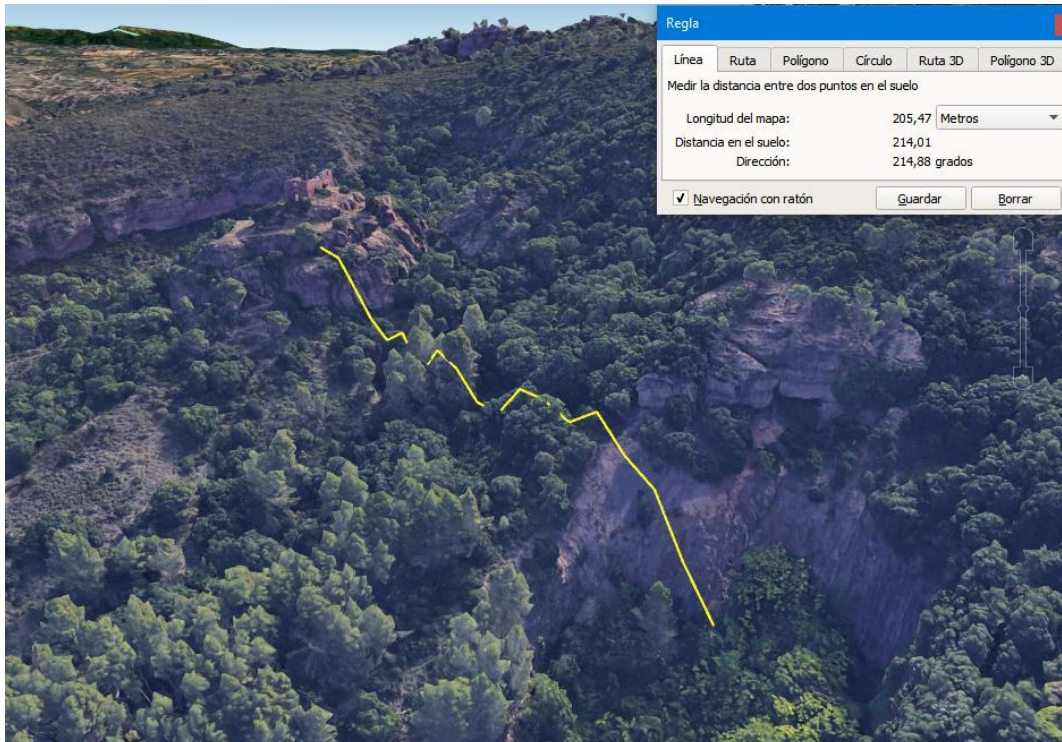 Regla
Línea Ruta Polígono Círculo Ruta 3D Polígono 3D
Medir la distancia entre dos puntos en el suelo
Longitud del mapa: 205,47 Metros
Distancia en el suelo: 214,01
Dirección: 214,88 grados
Navegación con ratón Guardar Borrar